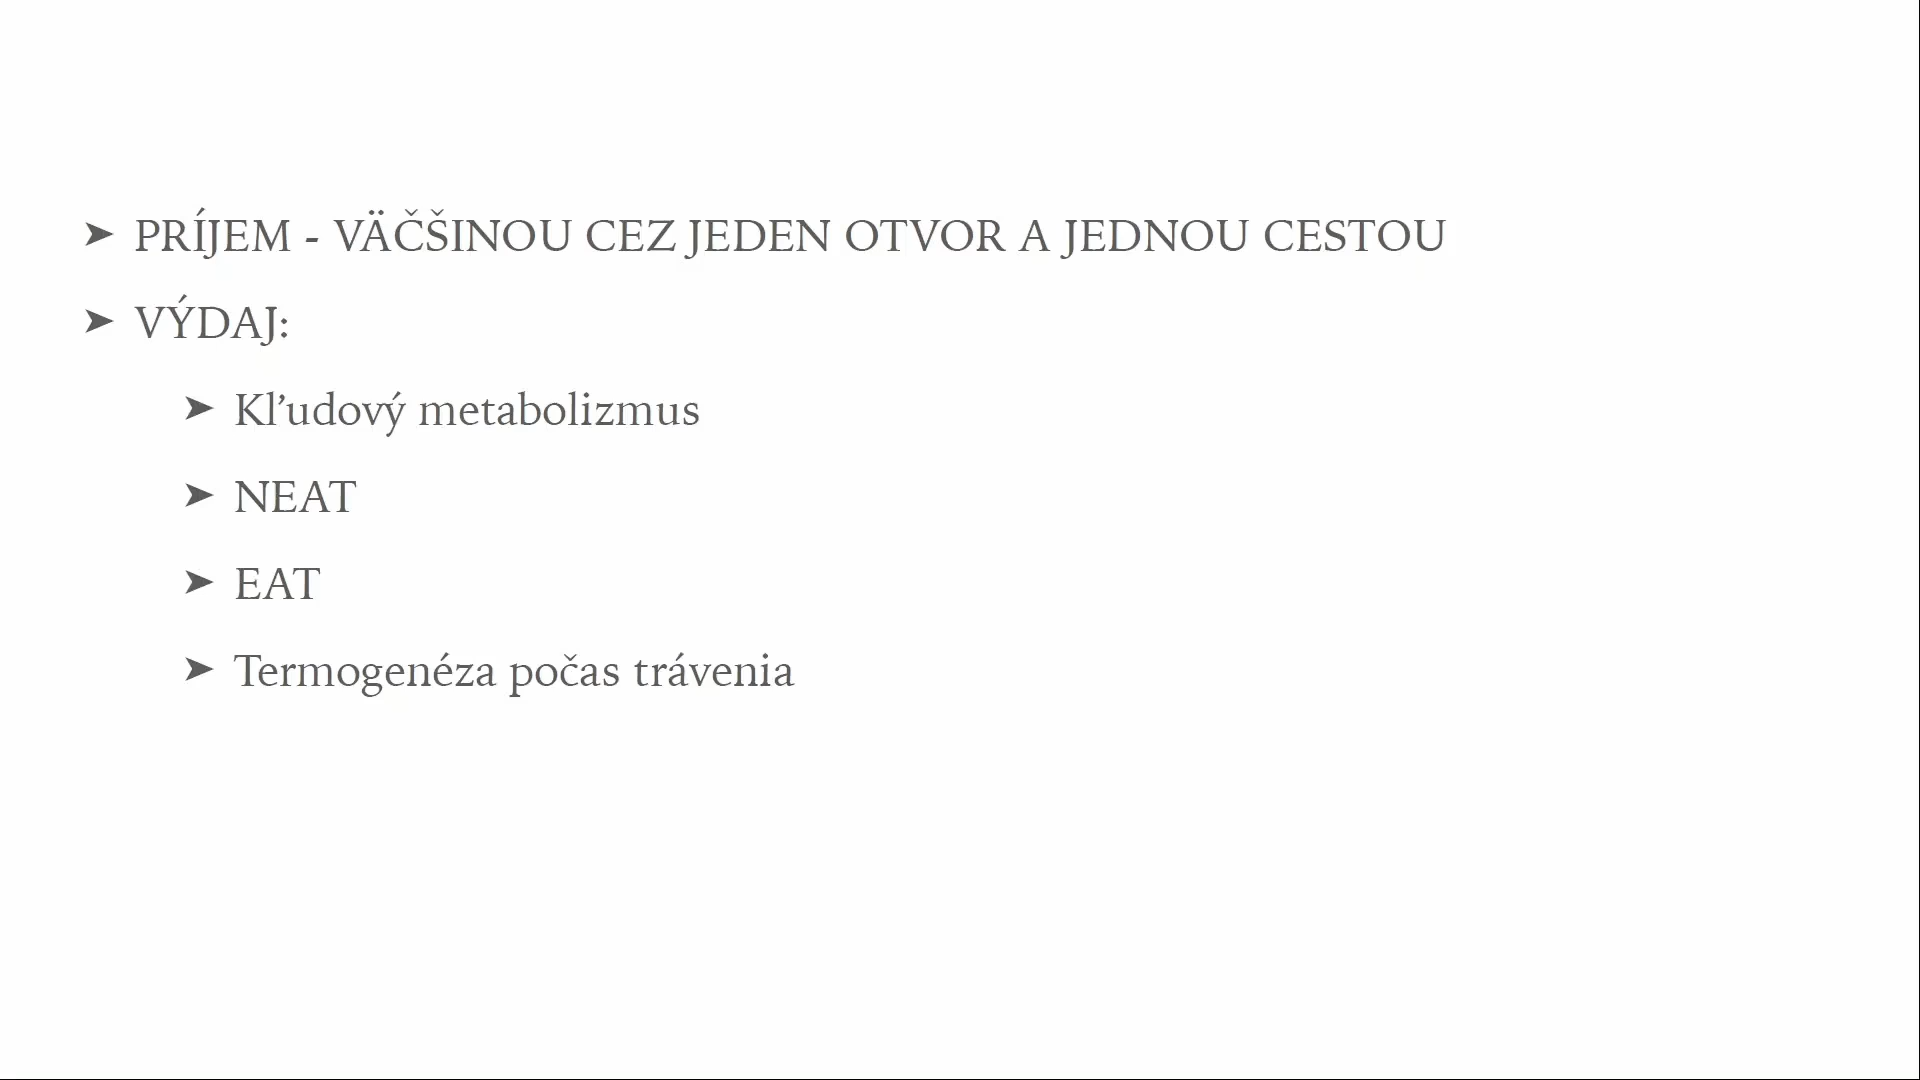 ➤ PRÍJEM - VÄČŠINOU CEZ JEDEN OTVOR A JEDNOU CESTOU
➤ VÝDAJ:
➤ Kľudový metabolizmus
➤ NEAT
➤ EAT
➤ Termogenéza počas trávenia